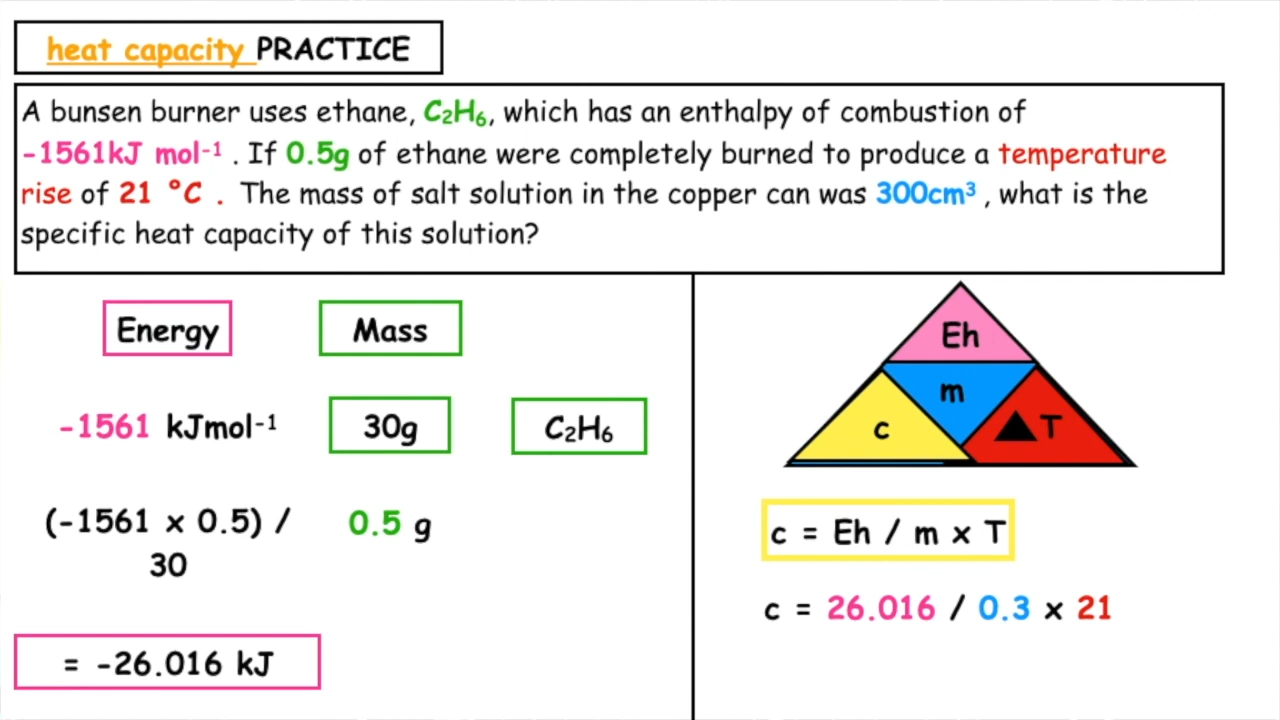 heat capacity PRACTICE
A bunsen burner uses ethane, C₂H₆, which has an enthalpy of combustion of
-1561kJ mol⁻¹ . If 0.5g of ethane were completely burned to produce a temperature
rise of 21 °C . The mass of salt solution in the copper can was 300cm³ , what is the
specific heat capacity of this solution?
Energy Mass
-1561 kJmol⁻¹ 30g C₂H₆
(-1561 x 0.5) / 0.5 g
30
= -26.016 kJ
Eh
m
c ▲T
c = Eh / m x T
c = 26.016 / 0.3 x 21